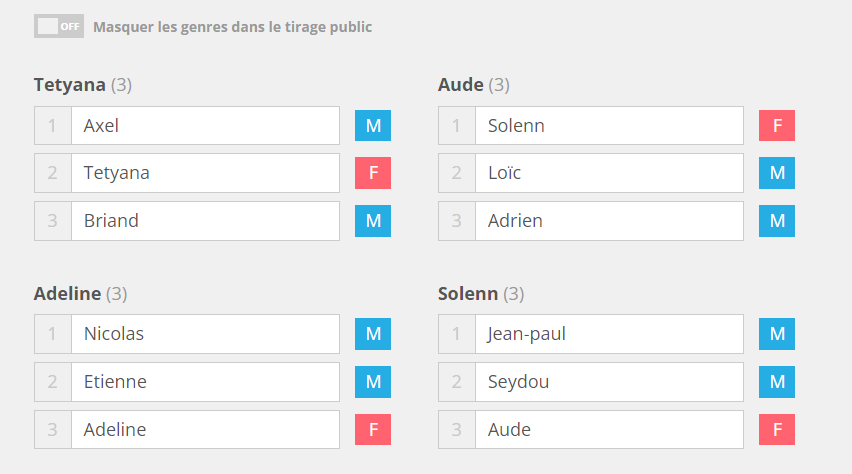 OFF Masquer les genres dans le tirage public
Tetyana (3)
1 Axel M
2 Tetyana F
3 Briand M
Aude (3)
1 Solenn F
2 Loïc M
3 Adrien M
Adeline (3)
1 Nicolas M
2 Etienne M
3 Adeline F
Solenn (3)
1 Jean-paul M
2 Seydou M
3 Aude F